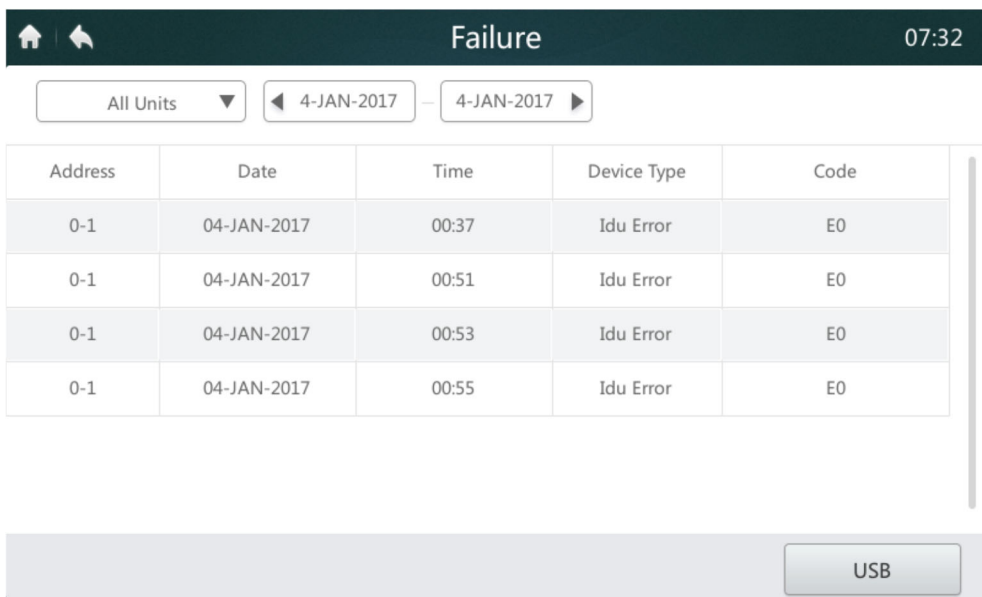 Failure 07:32
All Units 4-JAN-2017 – 4-JAN-2017
Address Date Time Device Type Code
0-1 04-JAN-2017 00:37 Idu Error E0
0-1 04-JAN-2017 00:51 Idu Error E0
0-1 04-JAN-2017 00:53 Idu Error E0
0-1 04-JAN-2017 00:55 Idu Error E0
USB